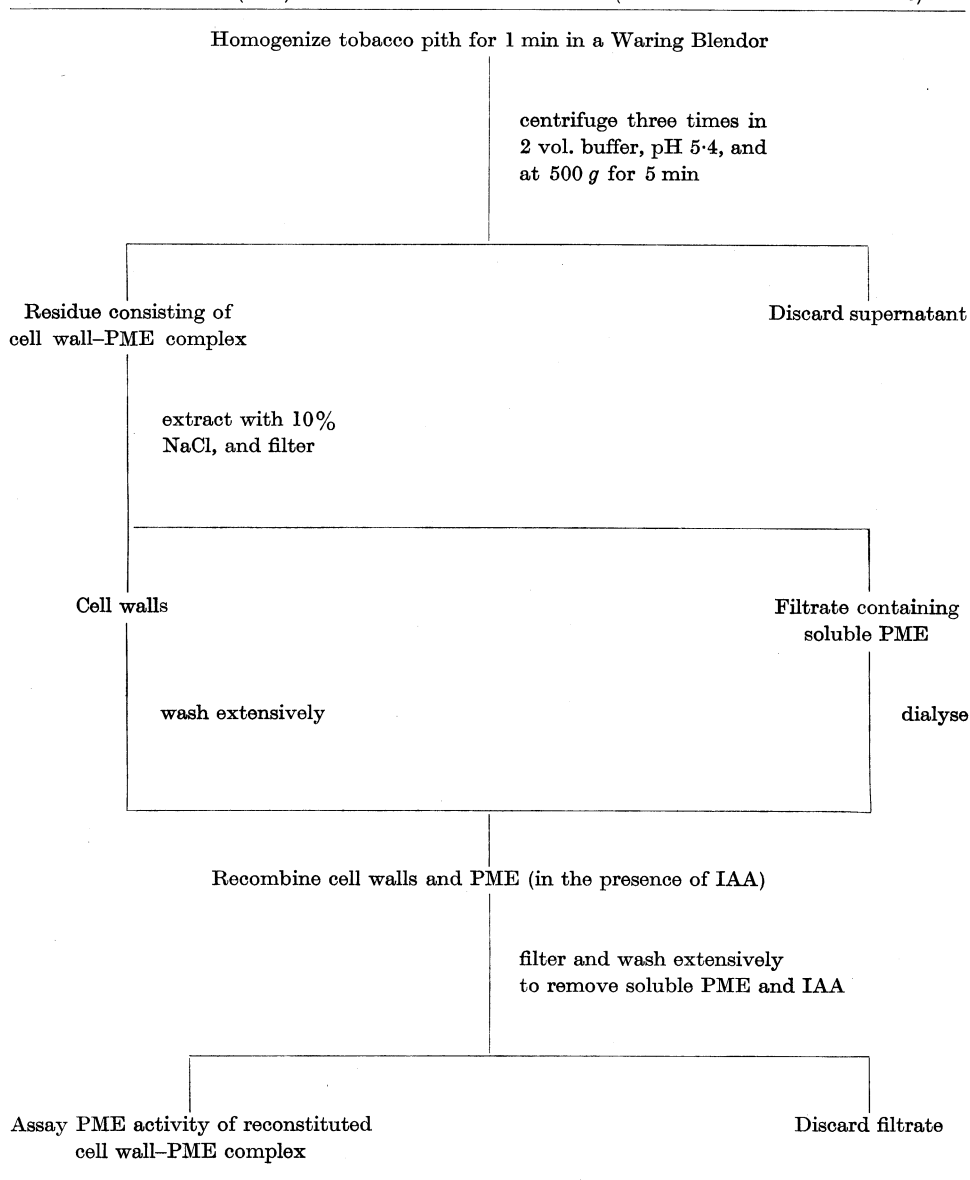 Homogenize tobacco pith for 1 min in a Waring Blendor
centrifuge three times in
2 vol. buffer, pH 5·4, and
at 500 g for 5 min
Residue consisting of
cell wall–PME complex
Discard supernatant
extract with 10%
NaCl, and filter
Cell walls
Filtrate containing
soluble PME
wash extensively
dialyse
Recombine cell walls and PME (in the presence of IAA)
filter and wash extensively
to remove soluble PME and IAA
Assay PME activity of reconstituted
cell wall–PME complex
Discard filtrate